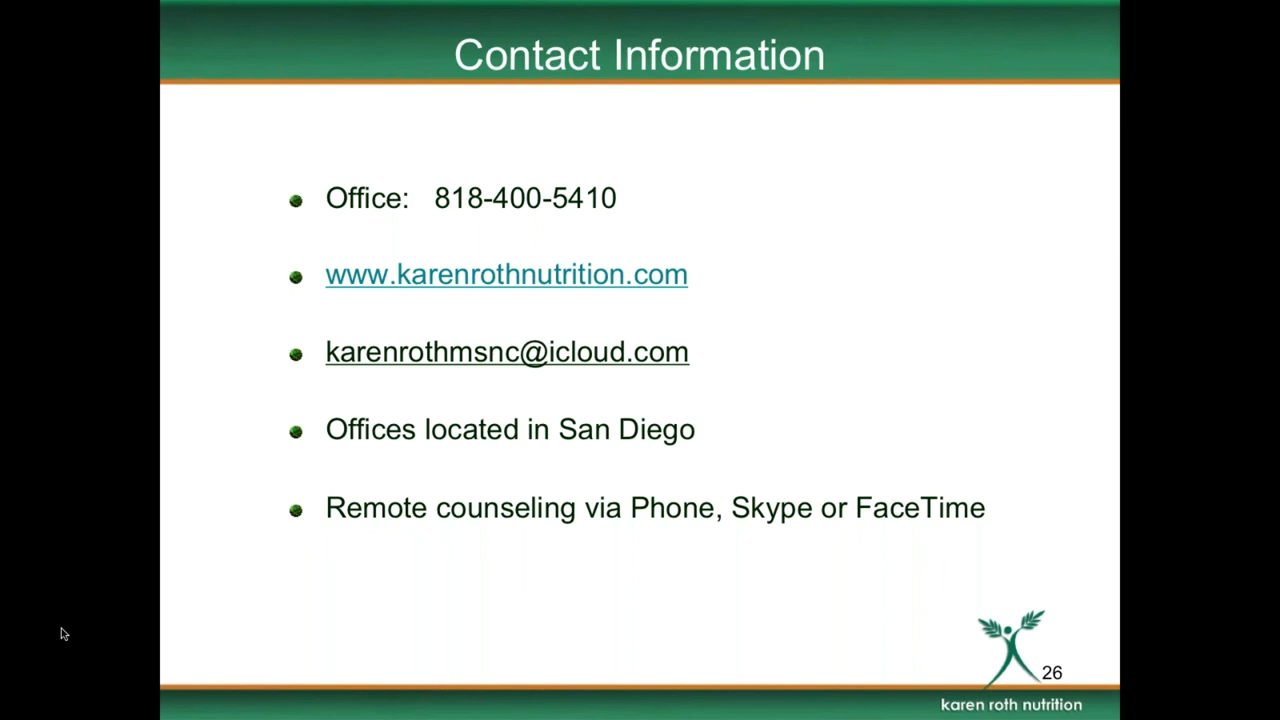 Contact Information
Office: 818-400-5410
www.karenrothnutrition.com
karenrothmsnc@icloud.com
Offices located in San Diego
Remote counseling via Phone, Skype or FaceTime
26
karen roth nutrition